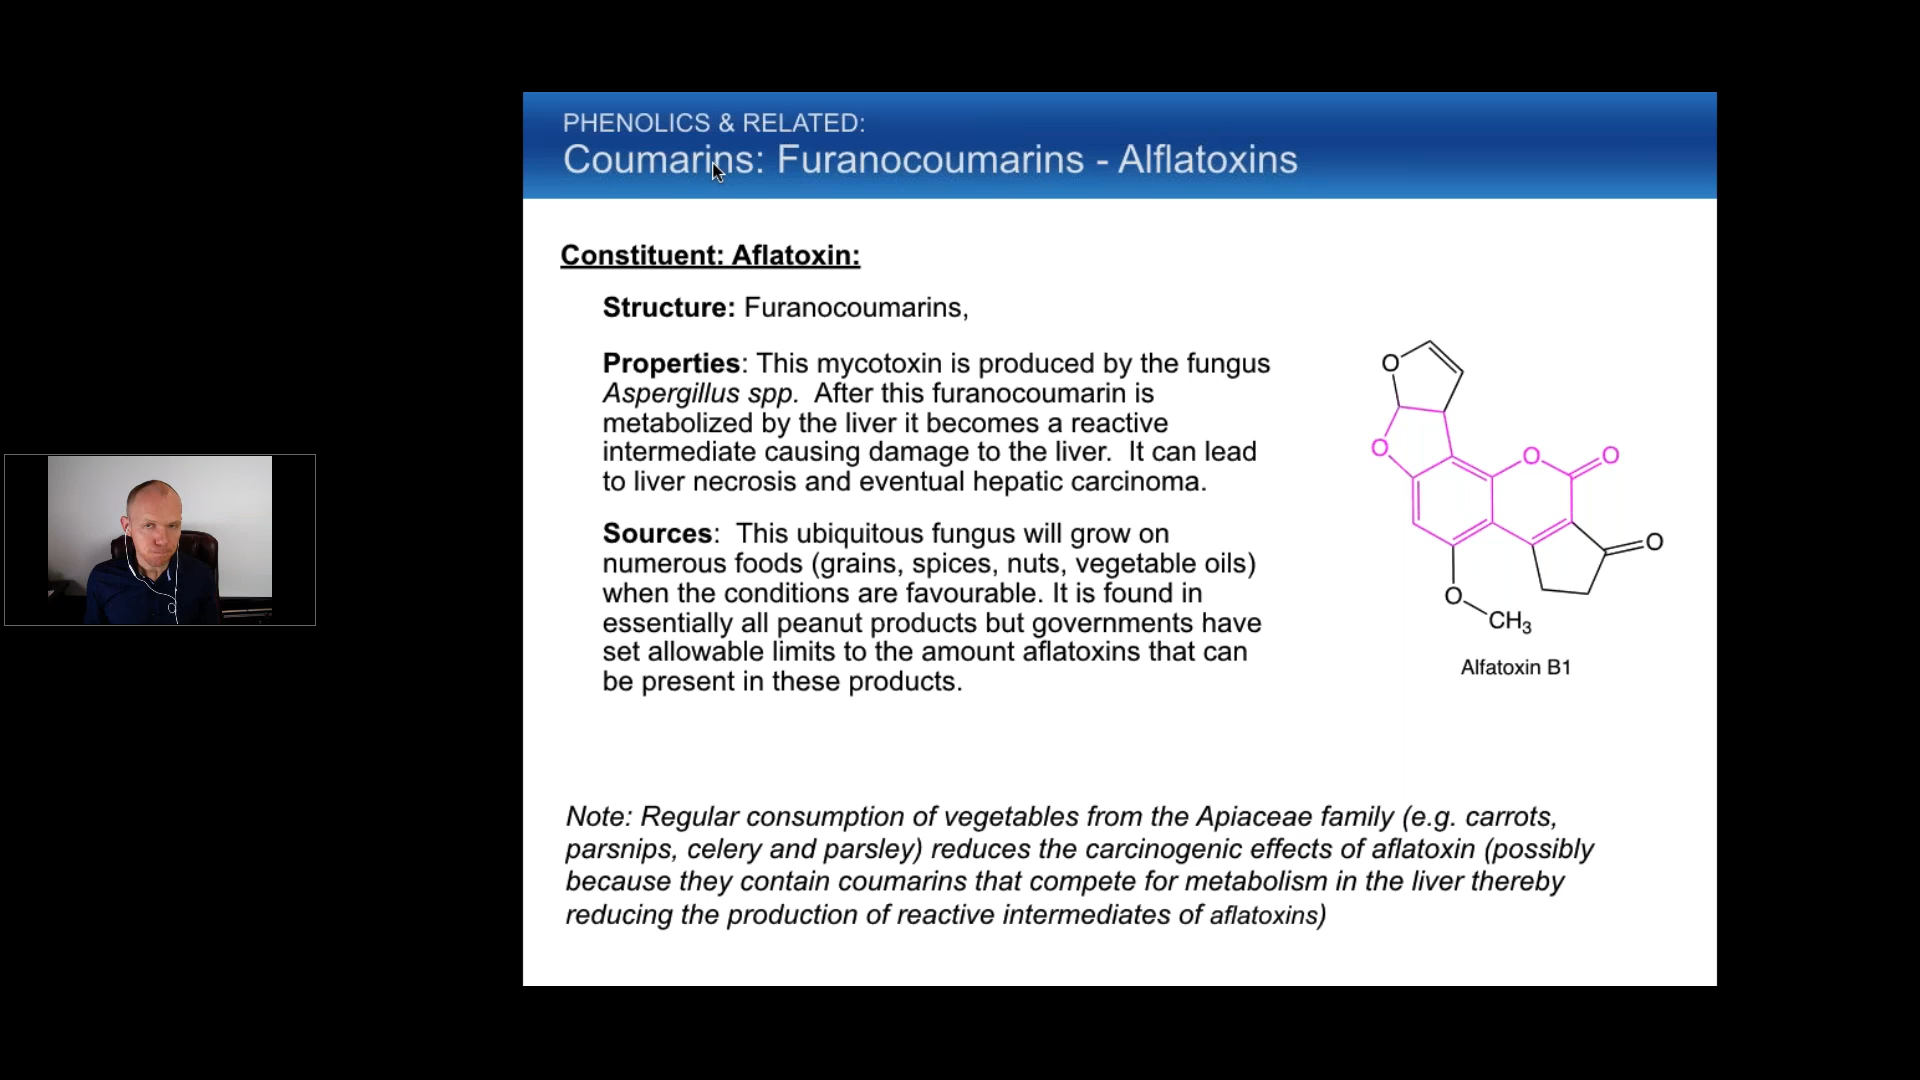 PHENOLICS & RELATED:
Coumarins: Furanocoumarins - Alflatoxins
Constituent: Aflatoxin:
Structure: Furanocoumarins,
Properties: This mycotoxin is produced by the fungus
Aspergillus spp. After this furanocoumarin is
metabolized by the liver it becomes a reactive
intermediate causing damage to the liver. It can lead
to liver necrosis and eventual hepatic carcinoma.
Sources: This ubiquitous fungus will grow on
numerous foods (grains, spices, nuts, vegetable oils)
when the conditions are favourable. It is found in
essentially all peanut products but governments have
set allowable limits to the amount aflatoxins that can
be present in these products.
O
O
O
O
O
O
CH3
Alfatoxin B1
Note: Regular consumption of vegetables from the Apiaceae family (e.g. carrots,
parsnips, celery and parsley) reduces the carcinogenic effects of aflatoxin (possibly
because they contain coumarins that compete for metabolism in the liver thereby
reducing the production of reactive intermediates of aflatoxins)